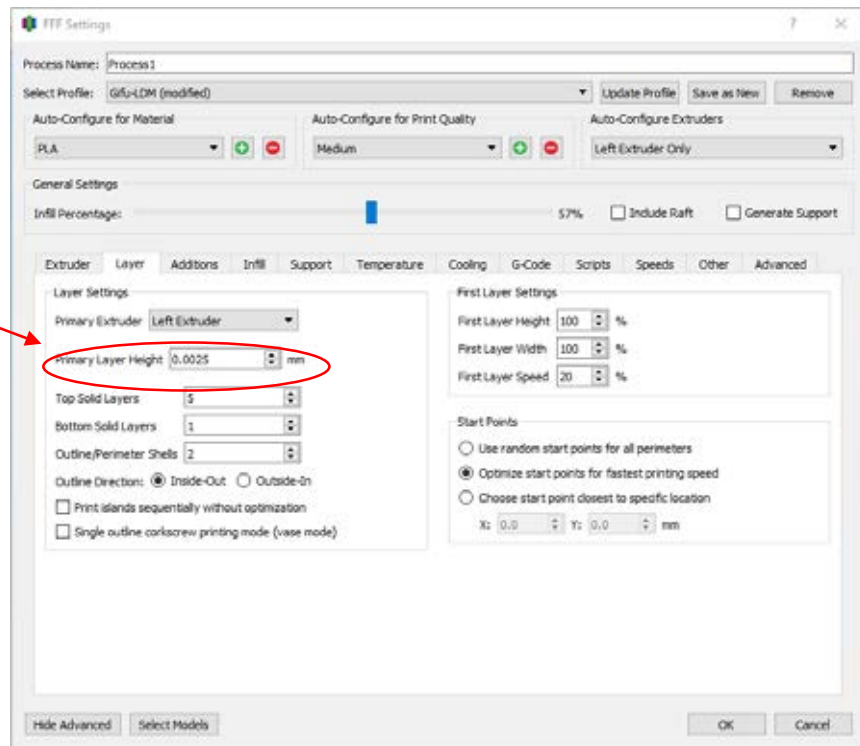 FFF Settings
Process Name: Process1
Select Profile: Gifu-LDM (modified) Update Profile Save as New Remove
Auto-Configure for Material Auto-Configure for Print Quality Auto-Configure Extruders
PLA Medium Left Extruder Only
General Settings
Infill Percentage: 57% Include Raft Generate Support
Extruder Layer Additions Infill Support Temperature Cooling G-Code Scripts Speeds Other Advanced
Layer Settings
Primary Extruder Left Extruder
Primary Layer Height 0.0025 mm
Top Solid Layers 5
Bottom Solid Layers 1
Outline/Perimeter Shells 2
Outline Direction: Inside-Out Outside-In
Print islands sequentially without optimization
Single outline corkscrew printing mode (vase mode)
First Layer Settings
First Layer Height 100 %
First Layer Width 100 %
First Layer Speed 20 %
Start Points
Use random start points for all perimeters
Optimize start points for fastest printing speed
Choose start point closest to specific location
X: 0.0 Y: 0.0 mm
Hide Advanced Select Models OK Cancel